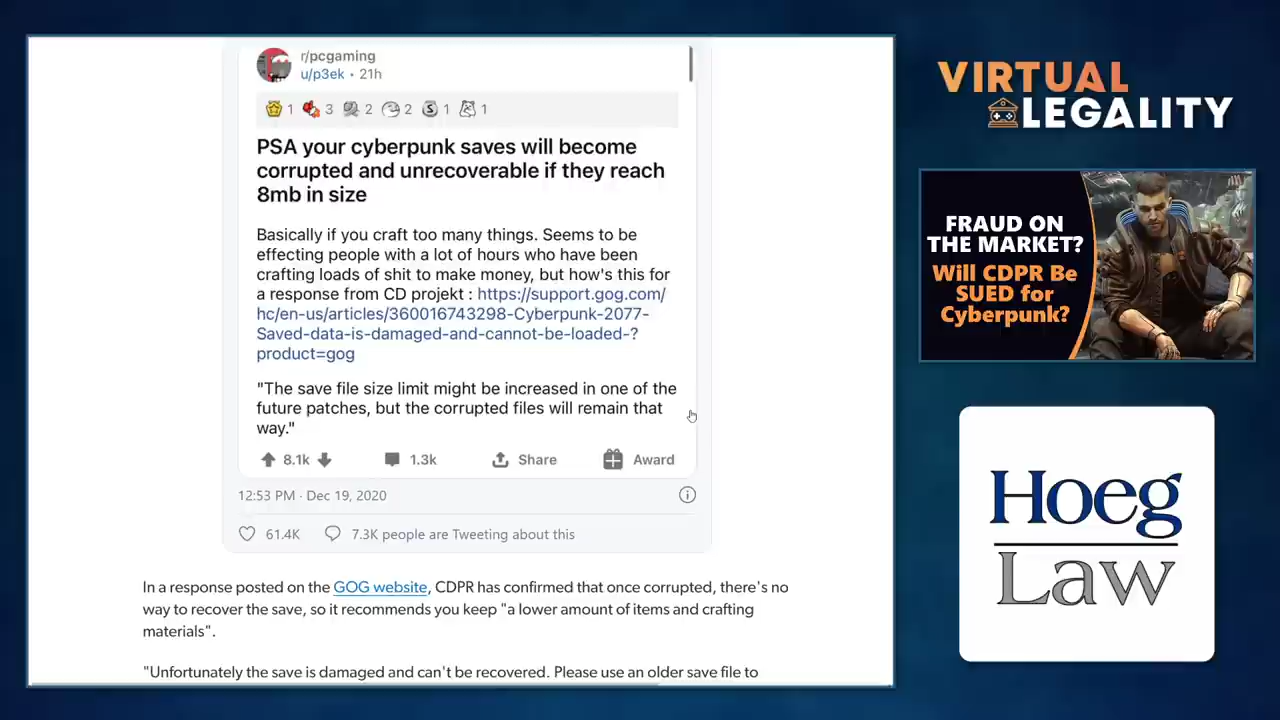 r/pcgaming
u/p3ek • 21h
1 3 2 2 1 1
PSA your cyberpunk saves will become
corrupted and unrecoverable if they reach
8mb in size
Basically if you craft too many things. Seems to be
effecting people with a lot of hours who have been
crafting loads of shit to make money, but how's this for
a response from CD projekt : https://support.gog.com/
hc/en-us/articles/360016743298-Cyberpunk-2077-
Saved-data-is-damaged-and-cannot-be-loaded-?
product=gog
"The save file size limit might be increased in one of the
future patches, but the corrupted files will remain that
way."
8.1k 1.3k Share Award
12:53 PM · Dec 19, 2020
61.4K 7.3K people are Tweeting about this
In a response posted on the GOG website, CDPR has confirmed that once corrupted, there's no
way to recover the save, so it recommends you keep "a lower amount of items and crafting
materials".
"Unfortunately the save is damaged and can't be recovered. Please use an older save file to
VIRTUAL
LEGALITY
FRAUD ON
THE MARKET?
Will CDPR Be
SUED for
Cyberpunk?
Hoeg
Law